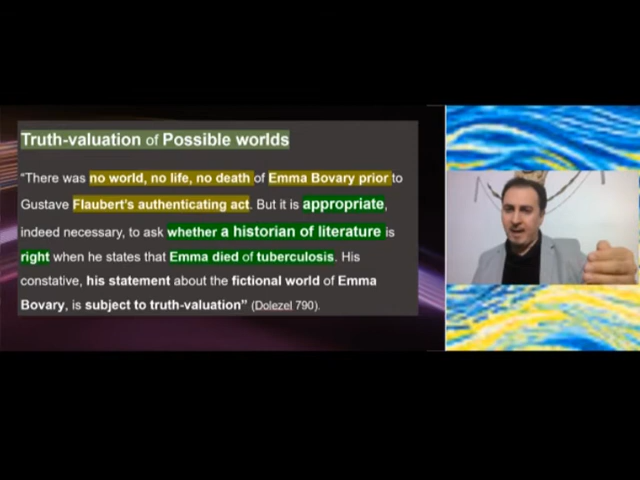 Truth-valuation of Possible worlds
"There was no world, no life, no death of Emma Bovary prior to
Gustave Flaubert's authenticating act. But it is appropriate,
indeed necessary, to ask whether a historian of literature is
right when he states that Emma died of tuberculosis. His
constative, his statement about the fictional world of Emma
Bovary, is subject to truth-valuation" (Dolezel 790).